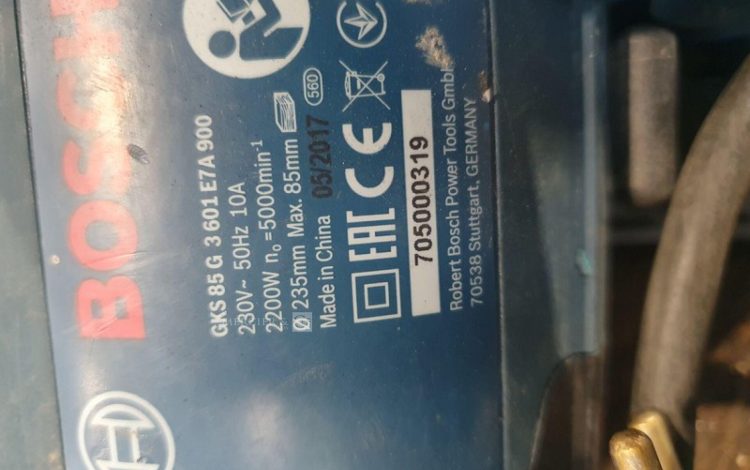 BOSCH
GKS 85 G 3 601 E7A 900
230V~ 50Hz 10A
2200W n₀ =5000min⁻¹
Ø 235mm Max. 85mm
Made in China 05/2017
560
EAC CE
705000319
Robert Bosch Power Tools GmbH
70538 Stuttgart, GERMANY